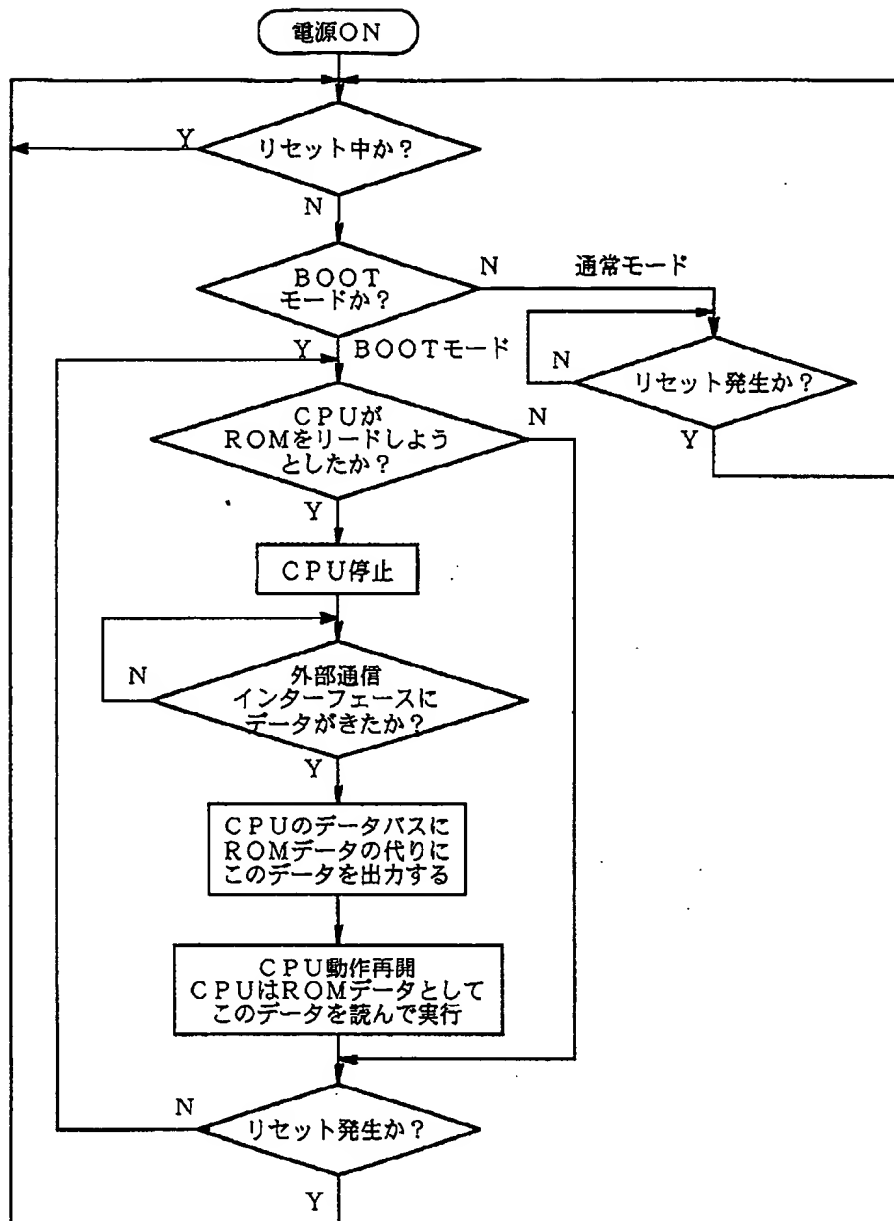 電源ON
Y
リセット中か？
N
BOOT
モードか？
N
通常モード
Y
BOOTモード
N
リセット発生か？
Y
CPUが
ROMをリードしよう
としたか？
N
Y
CPU停止
N
外部通信
インターフェースに
データがきたか？
Y
CPUのデータバスに
ROMデータの代りに
このデータを出力する
CPU動作再開
CPUはROMデータとして
このデータを読んで実行
N
リセット発生か？
Y